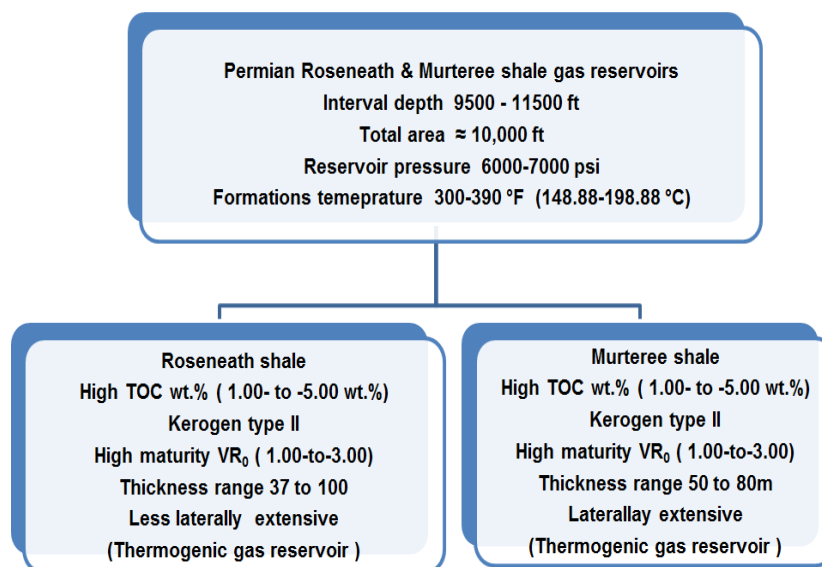 Permian Roseneath & Murteree shale gas reservoirs
Interval depth 9500 - 11500 ft
Total area ≈ 10,000 ft
Reservoir pressure 6000-7000 psi
Formations temeprature 300-390 ºF (148.88-198.88 ºC)
Roseneath shale
High TOC wt.% ( 1.00- to -5.00 wt.%)
Kerogen type II
High maturity VR₀ ( 1.00-to-3.00)
Thickness range 37 to 100
Less laterally extensive
(Thermogenic gas reservoir )
Murteree shale
High TOC wt.% ( 1.00- to -5.00 wt.%)
Kerogen type II
High maturity VR₀ ( 1.00-to-3.00)
Thickness range 50 to 80m
Laterallay extensive
(Thermogenic gas reservoir )